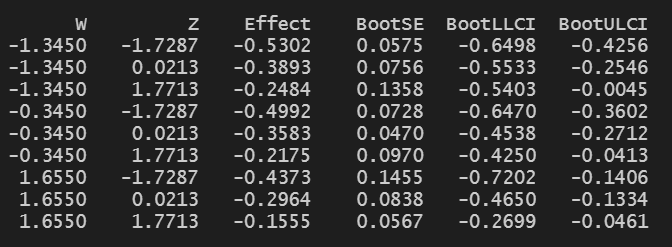 W Z Effect BootSE BootLLCI BootULCI
-1.3450 -1.7287 -0.5302 0.0575 -0.6498 -0.4256
-1.3450 0.0213 -0.3893 0.0756 -0.5533 -0.2546
-1.3450 1.7713 -0.2484 0.1358 -0.5403 -0.0045
-0.3450 -1.7287 -0.4992 0.0728 -0.6470 -0.3602
-0.3450 0.0213 -0.3583 0.0470 -0.4538 -0.2712
-0.3450 1.7713 -0.2175 0.0970 -0.4250 -0.0413
1.6550 -1.7287 -0.4373 0.1455 -0.7202 -0.1406
1.6550 0.0213 -0.2964 0.0838 -0.4650 -0.1334
1.6550 1.7713 -0.1555 0.0567 -0.2699 -0.0461